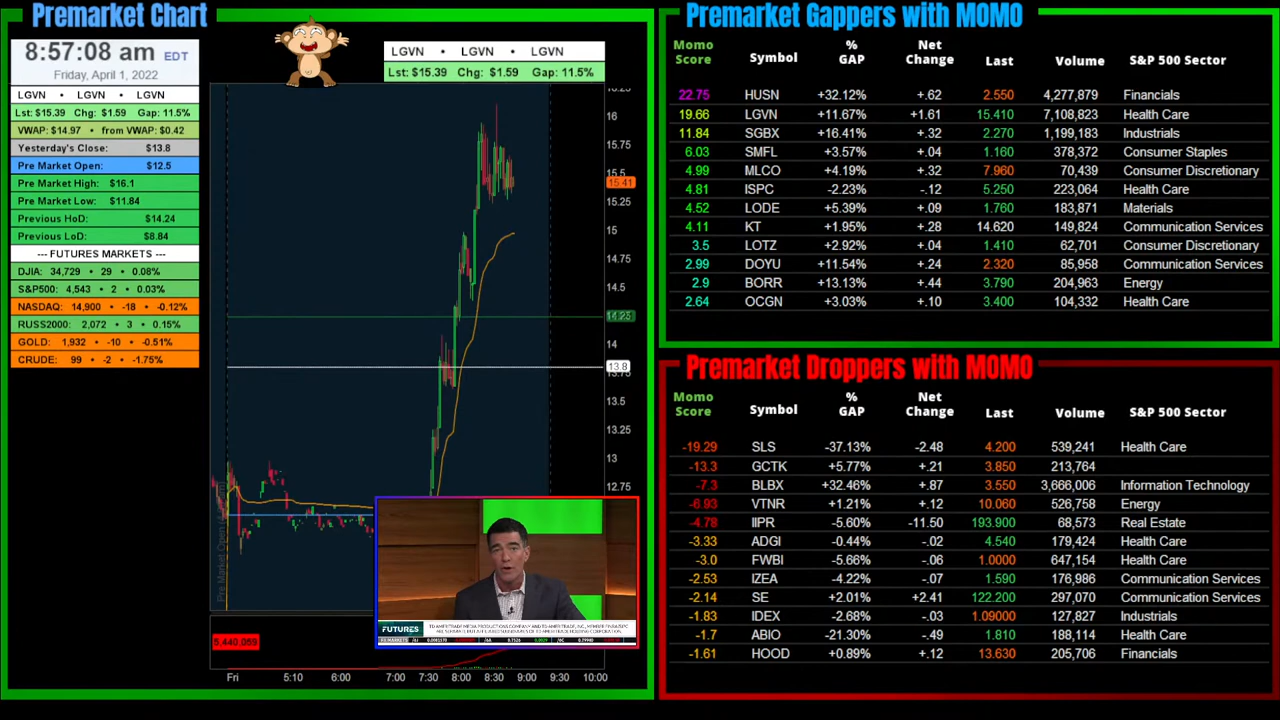 Premarket Chart
8:57:08 am EDT
Friday, April 1, 2022
LGVN • LGVN • LGVN
Lst: $15.39 Chg: $1.59 Gap: 11.5%
VWAP: $14.97 • from VWAP: $0.42
Yesterday's Close: $13.8
Pre Market Open: $12.5
Pre Market High: $16.1
Pre Market Low: $11.84
Previous HoD: $14.24
Previous LoD: $8.84
--- FUTURES MARKETS ---
DJIA: 34,729 • 29 • 0.08%
S&P500: 4,543 • 2 • 0.03%
NASDAQ: 14,900 • -18 • -0.12%
RUSS2000: 2,072 • 3 • 0.15%
GOLD: 1,932 • -10 • -0.51%
CRUDE: 99 • -2 • -1.75%
LGVN • LGVN • LGVN
Lst: $15.39 Chg: $1.59 Gap: 11.5%
16
15.75
15.5
15.41
15.25
15
14.75
14.5
14.23
14
13.8
13.75
13.5
13.25
13
12.75
Pre Market Open
5,440,069
FUTURES
Fri 5:10 6:00 7:00 7:30 8:00 8:30 9:00 9:30 10:00
Premarket Gappers with MOMO
Momo Score Symbol % GAP Net Change Last Volume S&P 500 Sector
22.75 HUSN +32.12% +.62 2.550 4,277,879 Financials
19.66 LGVN +11.67% +1.61 15.410 7,108,823 Health Care
11.84 SGBX +16.41% +.32 2.270 1,199,183 Industrials
6.03 SMFL +3.57% +.04 1.160 378,372 Consumer Staples
4.99 MLCO +4.19% +.32 7.960 70,439 Consumer Discretionary
4.81 ISPC -2.23% -.12 5.250 223,064 Health Care
4.52 LODE +5.39% +.09 1.760 183,871 Materials
4.11 KT +1.95% +.28 14.620 149,824 Communication Services
3.5 LOTZ +2.92% +.04 1.410 62,701 Consumer Discretionary
2.99 DOYU +11.54% +.24 2.320 85,958 Communication Services
2.9 BORR +13.13% +.44 3.790 204,963 Energy
2.64 OCGN +3.03% +.10 3.400 104,332 Health Care
Premarket Droppers with MOMO
Momo Score Symbol % GAP Net Change Last Volume S&P 500 Sector
-19.29 SLS -37.13% -2.48 4.200 539,241 Health Care
-13.3 GCTK +5.77% +.21 3.850 213,764
-7.3 BLBX +32.46% +.87 3.550 3,666,006 Information Technology
-6.93 VTNR +1.21% +.12 10.060 526,758 Energy
-4.78 IIPR -5.60% -11.50 193.900 68,573 Real Estate
-3.33 ADGI -0.44% -.02 4.540 179,424 Health Care
-3.0 FWBI -5.66% -.06 1.0000 647,154 Health Care
-2.53 IZEA -4.22% -.07 1.590 176,986 Communication Services
-2.14 SE +2.01% +2.41 122.200 297,070 Communication Services
-1.83 IDEX -2.68% -.03 1.09000 127,827 Industrials
-1.7 ABIO -21.30% -.49 1.810 88,114 Health Care
-1.61 HOOD +0.89% +.12 13.630 205,706 Financials